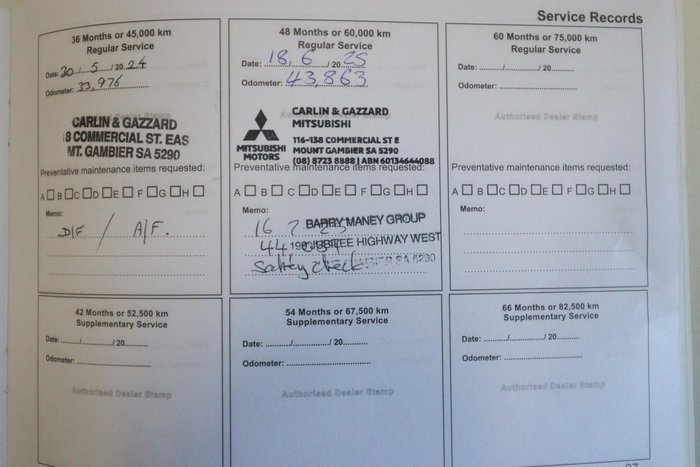 Service Records
36 Months or 45,000 km
Regular Service
Date: 30 / 5 / 20 24
Odometer: 33,976
Authorised Dealer Stamp
CARLIN & GAZZARD
8 COMMERCIAL ST. EAS
MT. GAMBIER SA 5290
Preventative maintenance items requested:
A B C D E F G H
Memo:
D/F / A/F.
48 Months or 60,000 km
Regular Service
Date: 18, 6 / 20 25
Odometer: 43,863
CARLIN & GAZZARD
MITSUBISHI
MITSUBISHI
MOTORS
116-138 COMMERCIAL ST E
MOUNT GAMBIER SA 5290
(08) 8723 8888 | ABN 60134644088
Preventative maintenance items requested:
A B C D E F G H
Memo:
16 7
BARRY MANEY GROUP
44
JUBILEE HIGHWAY WEST
Safety check
60 Months or 75,000 km
Regular Service
Date: ............/............/ 20............
Odometer: ............
Authorised Dealer Stamp
Preventative maintenance items requested:
A B C D E F G H
Memo:
42 Months or 52,500 km
Supplementary Service
Date: ............/............/ 20............
Odometer: ............
Authorised Dealer Stamp
54 Months or 67,500 km
Supplementary Service
Date: ............/............/ 20............
Odometer: ............
Authorised Dealer Stamp
66 Months or 82,500 km
Supplementary Service
Date: ............/............/ 20............
Odometer: ............
Authorised Dealer Stamp